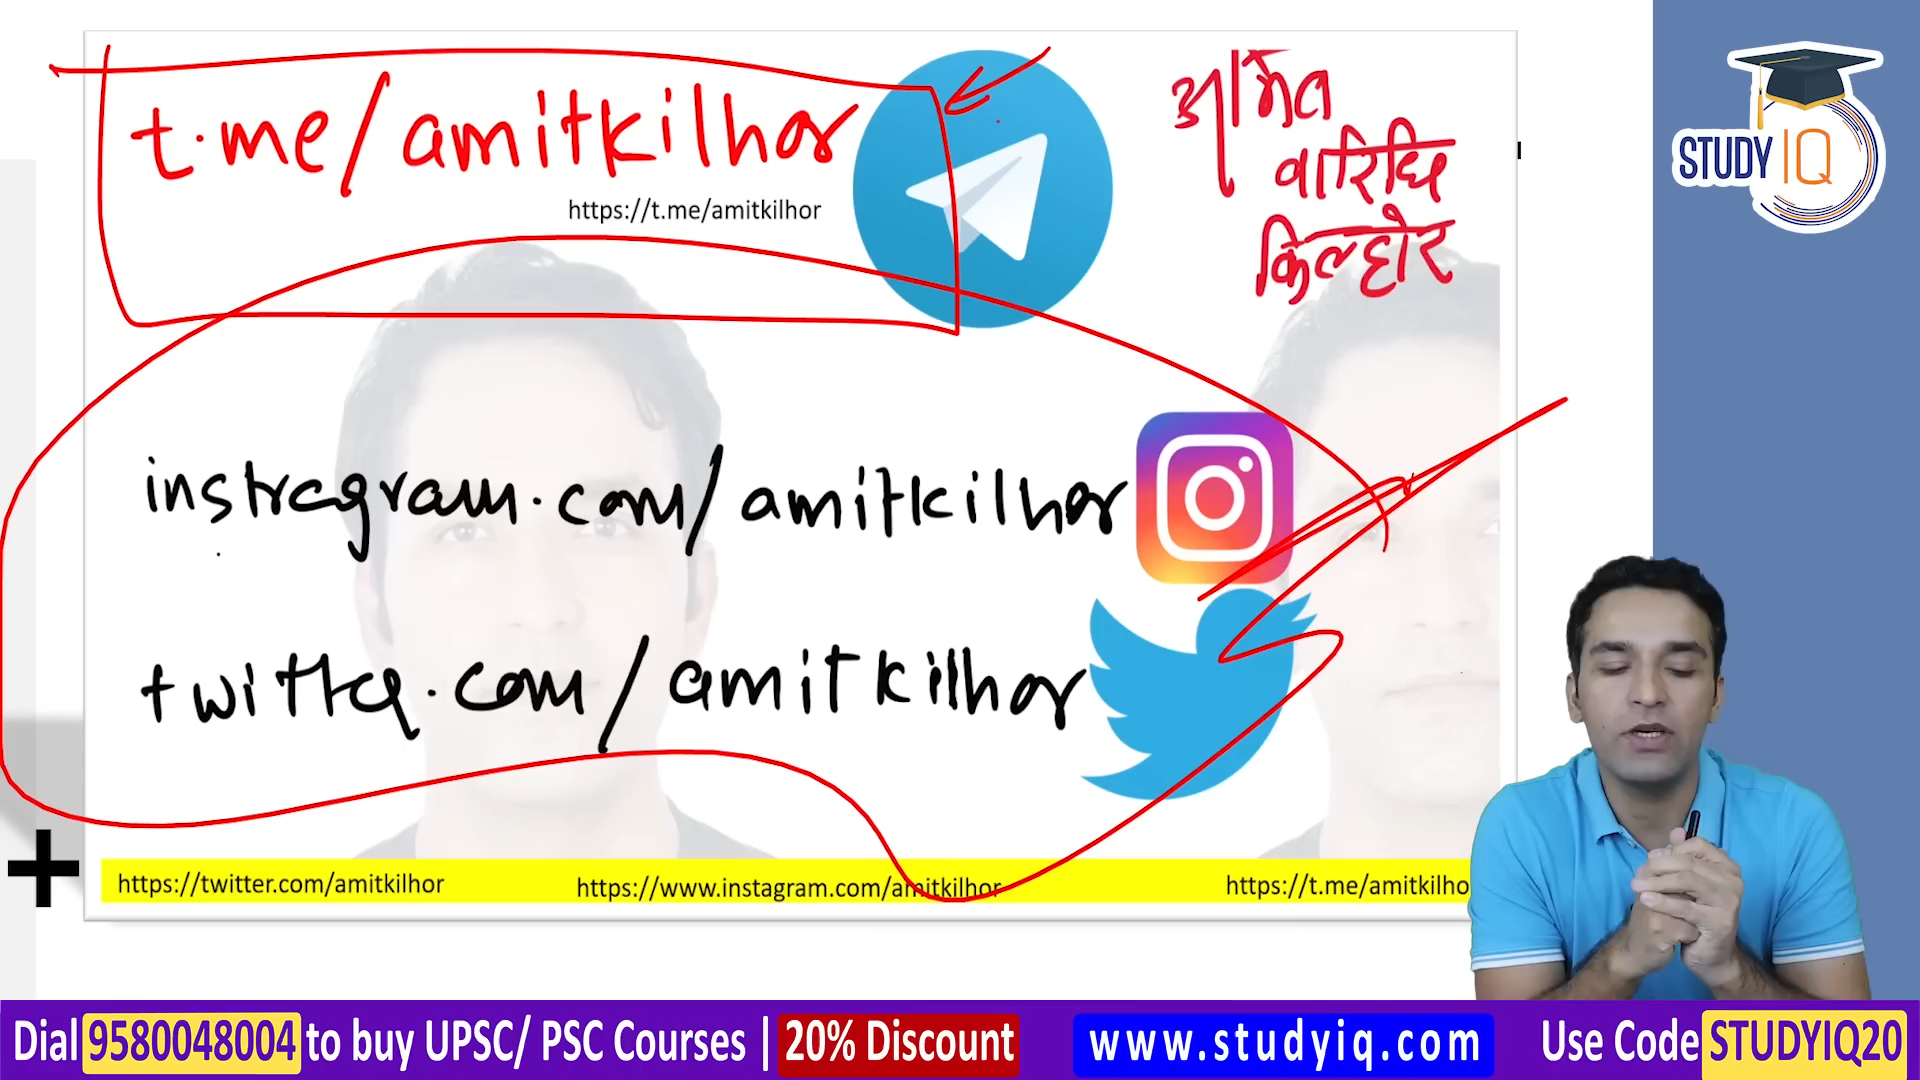 t.me/amitkilhor
https://t.me/amitkilhor
अमित
वारिधि
किल्होर
STUDY IQ
instragram.com/amitkilhor
twitter.com/amitkilhor
https://twitter.com/amitkilhor
https://www.instagram.com/amitkilhor
https://t.me/amitkilho
Dial 9580048004 to buy UPSC/ PSC Courses | 20% Discount
www.studyiq.com
Use Code STUDYIQ20